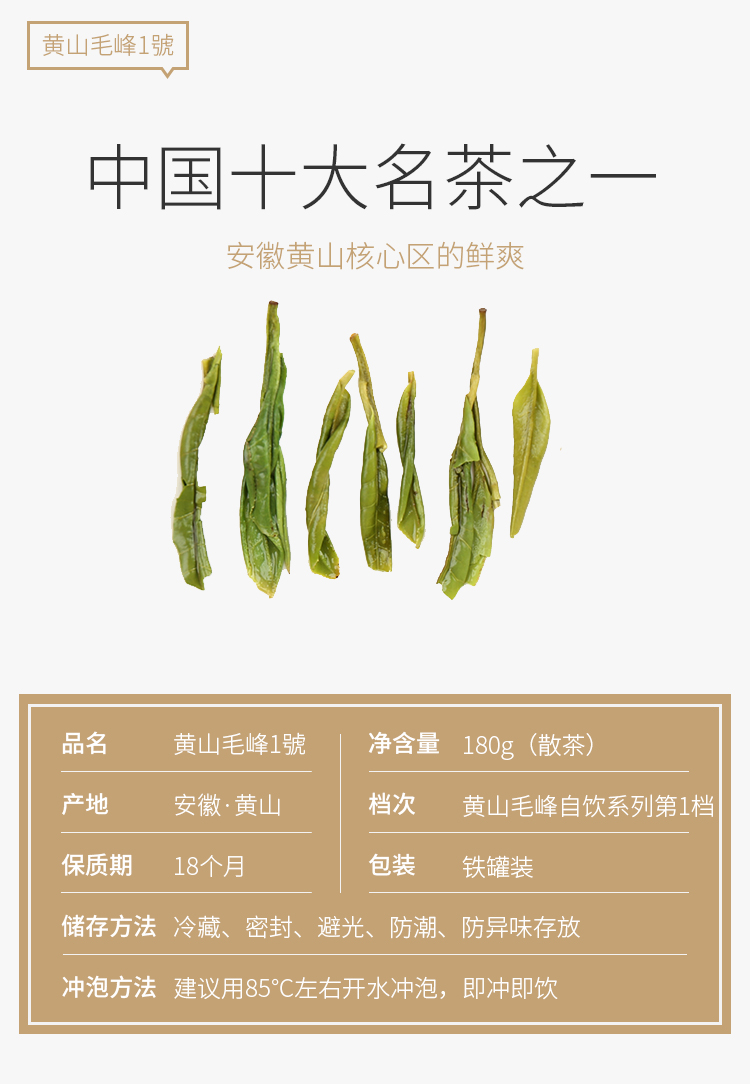 黄山毛峰1號
中国十大名茶之一
安徽黄山核心区的鲜爽
品名 黄山毛峰1號 净含量 180g（散茶）
产地 安徽·黄山 档次 黄山毛峰自饮系列第1档
保质期 18个月 包装 铁罐装
储存方法 冷藏、密封、避光、防潮、防异味存放
冲泡方法 建议用85℃左右开水冲泡，即冲即饮